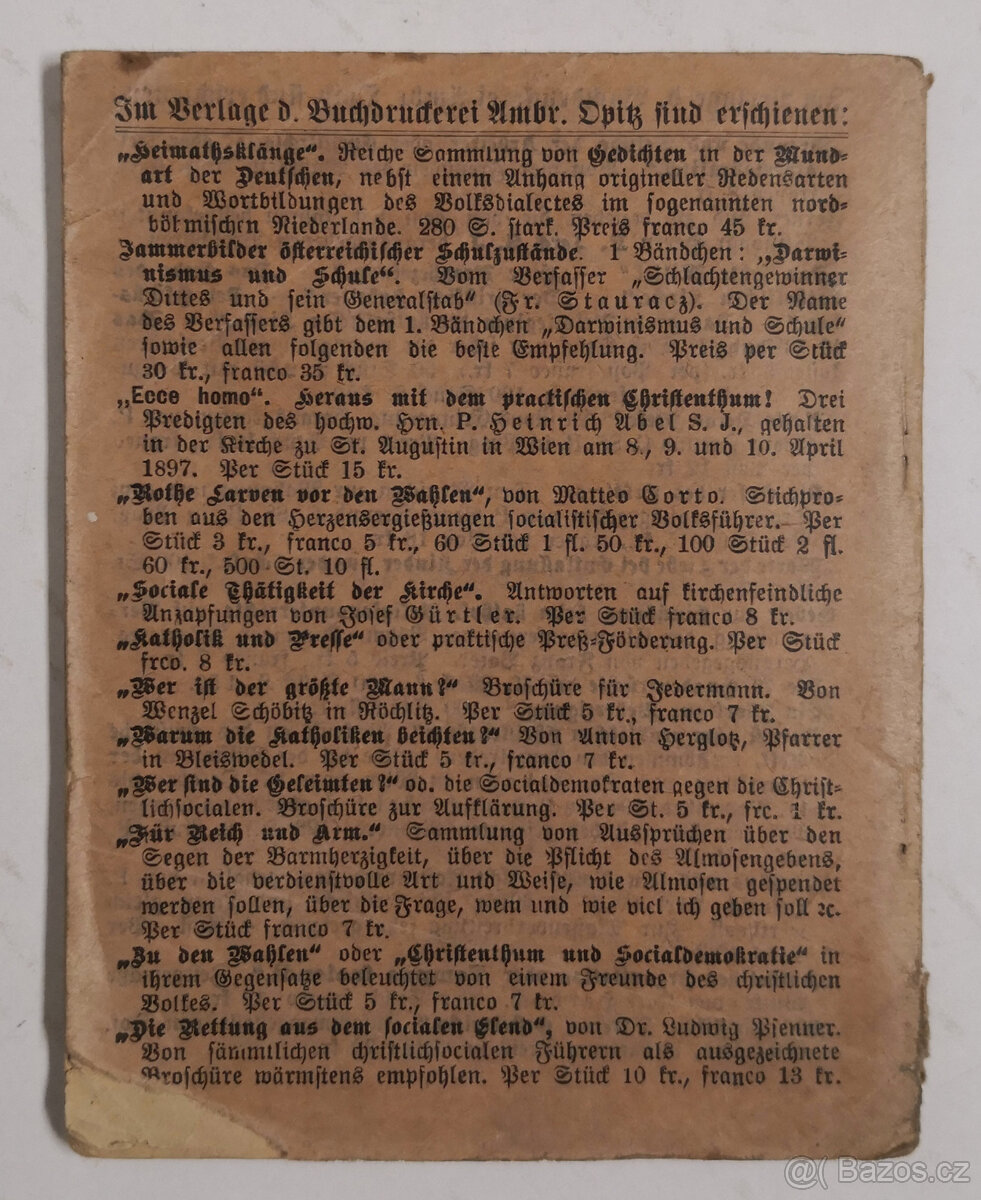 Im Verlage d. Buchdruckerei Ambr. Opitz sind erschienen:
„Heimathsklänge“. Reiche Sammlung von Gedichten in der Mund-
art der Deutschen, nebst einem Anhang origineller Redensarten
und Wortbildungen des Volksdialectes im sogenannten nord-
böhmischen Niederlande. 280 S. stark. Preis franco 45 kr.
Jammerbilder österreichischer Schulzustände. 1 Bändchen: „Darwi-
nismus und Schule“. Vom Verfasser „Schlachtengewinner
Dittes und sein Generalstab“ (Fr. Stauracz). Der Name
des Verfassers gibt dem 1. Bändchen „Darwinismus und Schule“
sowie allen folgenden die beste Empfehlung. Preis per Stück
30 kr., franco 35 kr.
„Ecce homo“. Heraus mit dem practischen Christenthum! Drei
Predigten des hochw. Hrn. P. Heinrich Abel S. J., gehalten
in der Kirche zu St. Augustin in Wien am 8., 9. und 10. April
1897. Per Stück 15 kr.
„Rothe Larven vor den Wahlen“, von Matteo Corto. Stichpro-
ben aus den Herzensergießungen socialistischer Volksführer. Per
Stück 3 kr., franco 5 kr., 60 Stück 1 fl. 50 kr., 100 Stück 2 fl.
60 kr., 500 St. 10 fl.
„Sociale Thätigkeit der Kirche“. Antworten auf kirchenfeindliche
Anzapfungen von Josef Gürtler. Per Stück franco 8 kr.
„Katholik und Presse“ oder praktische Preß-Förderung. Per Stück
frco. 8 kr.
„Wer ist der größte Mann?“ Broschüre für Jedermann. Von
Wenzel Schöbitz in Röchlitz. Per Stück 5 kr., franco 7 kr.
„Warum die Katholiken beichten?“ Von Anton Herglotz, Pfarrer
in Bleiswedel. Per Stück 5 kr., franco 7 kr.
„Wer sind die Geleimten?“ od. die Socialdemokraten gegen die Christ-
lichsocialen. Broschüre zur Aufklärung. Per St. 5 kr., frc. 1 kr.
„Für Reich und Arm.“ Sammlung von Aussprüchen über den
Segen der Barmherzigkeit, über die Pflicht des Almosengebens,
über die verdienstvolle Art und Weise, wie Almosen gespendet
werden sollen, über die Frage, wem und wie viel ich geben soll ꝛc.
Per Stück franco 7 kr.
„Zu den Wahlen“ oder „Christenthum und Socialdemokratie“ in
ihrem Gegensatze beleuchtet von einem Freunde des christlichen
Volkes. Per Stück 5 kr., franco 7 kr.
„Die Rettung aus dem socialen Elend“, von Dr. Ludwig Psenner.
Von sämmtlichen christlichsocialen Führern als ausgezeichnete
Broschüre wärmstens empfohlen. Per Stück 10 kr., franco 13 kr.
@( Bazos.cz